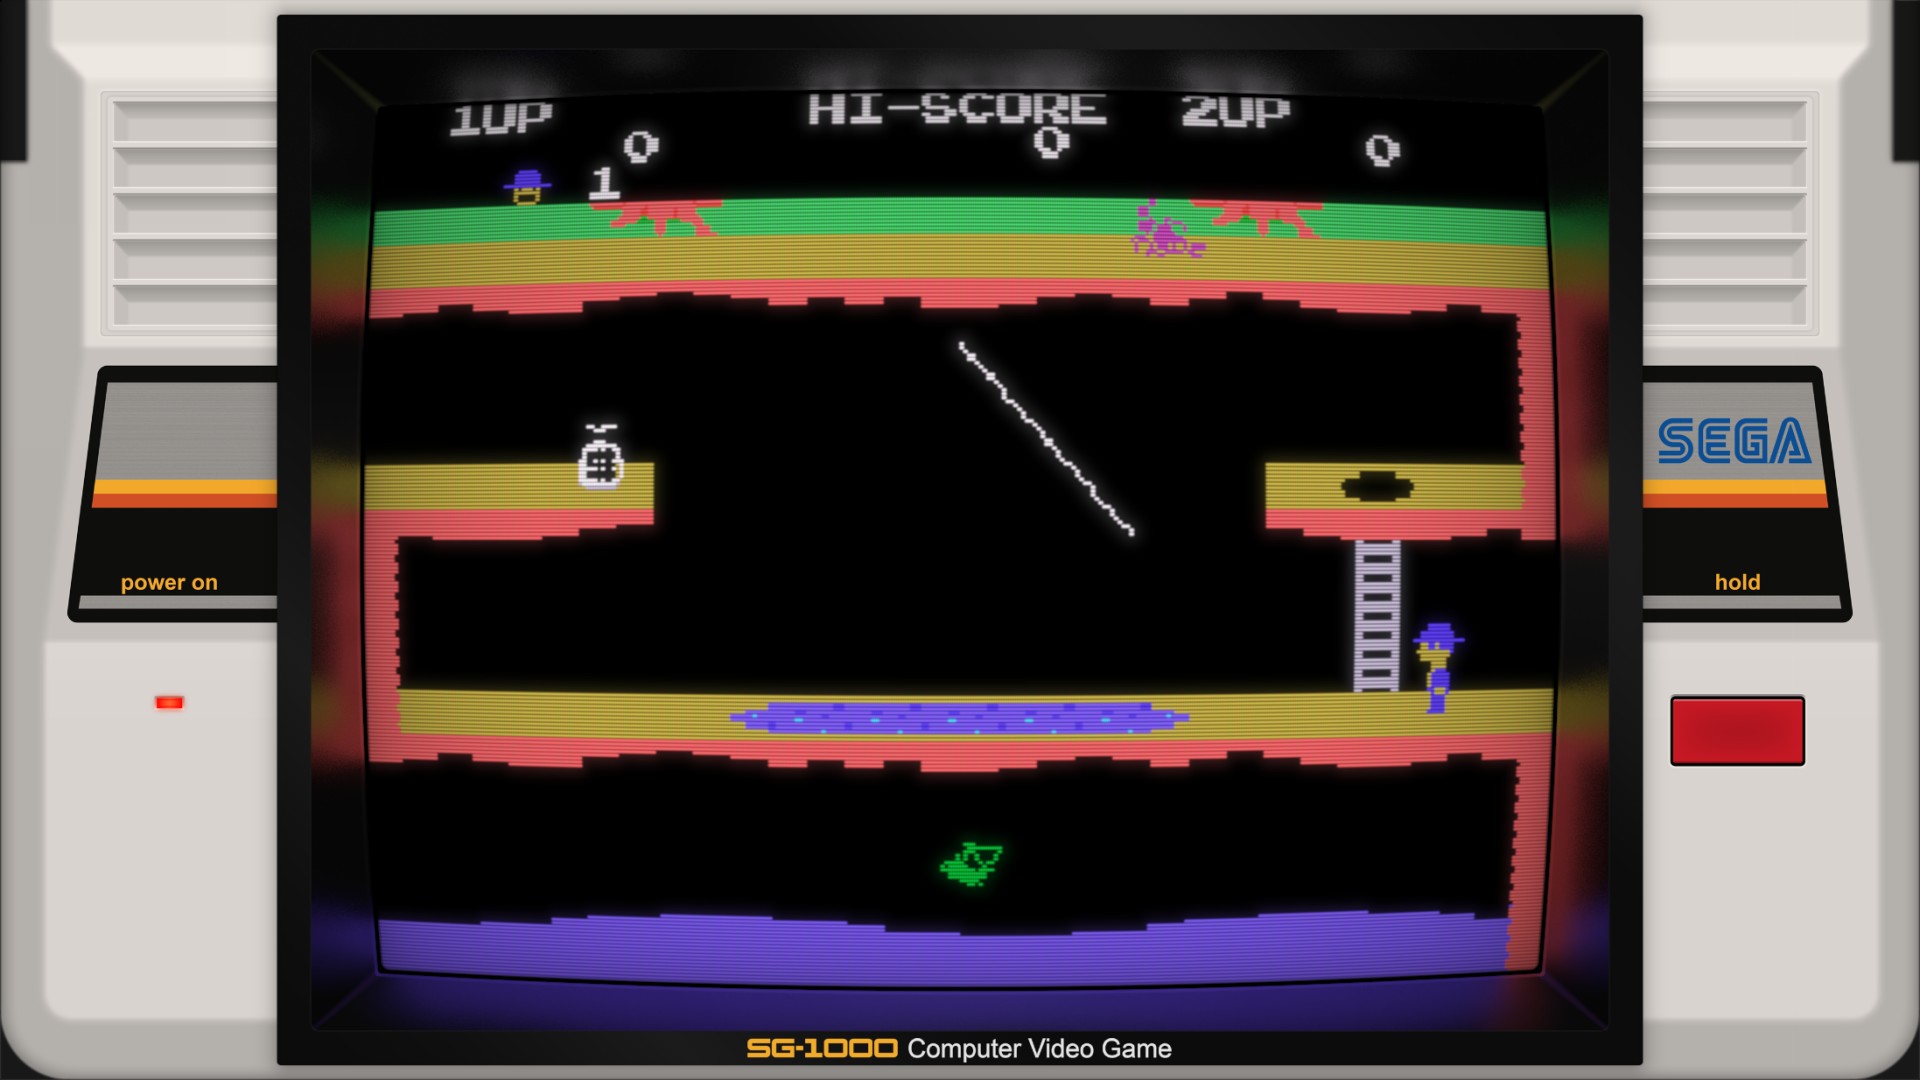 1UP HI-SCORE 2UP
0 0 0
1
SEGA
power on
hold
SG-1000 Computer Video Game